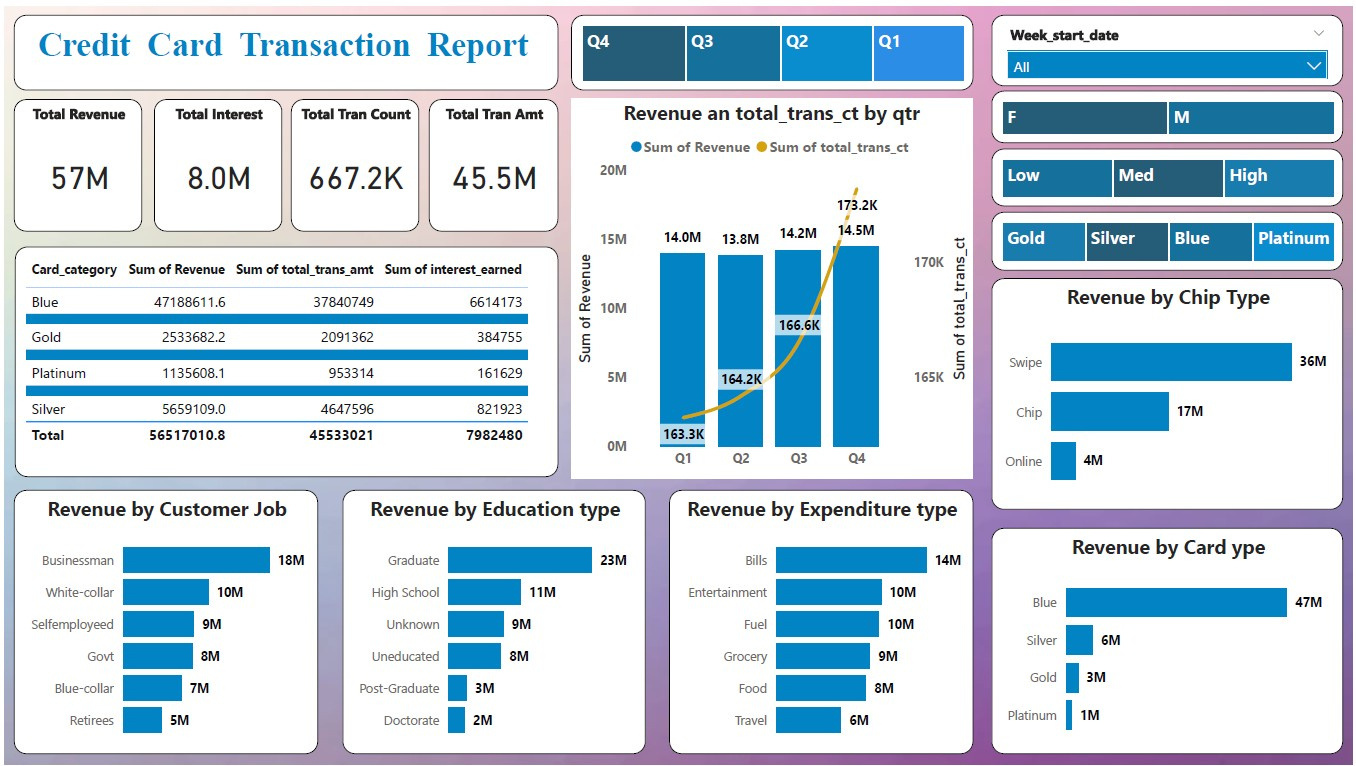 Credit Card Transaction Report
Q4 Q3 Q2 Q1
Week_start_date
All
F M
Low Med High
Gold Silver Blue Platinum
Total Revenue
57M
Total Interest
8.0M
Total Tran Count
667.2K
Total Tran Amt
45.5M
Card_category Sum of Revenue Sum of total_trans_amt Sum of interest_earned
Blue 47188611.6 37840749 6614173
Gold 2533682.2 2091362 384755
Platinum 1135608.1 953314 161629
Silver 5659109.0 4647596 821923
Total 56517010.8 45533021 7982480
Revenue an total_trans_ct by qtr
Sum of Revenue Sum of total_trans_ct
20M
15M
10M
5M
0M
Sum of Revenue
14.0M 13.8M 14.2M 14.5M
163.3K 164.2K 166.6K 173.2K
Q1 Q2 Q3 Q4
170K
165K
Sum of total_trans_ct
Revenue by Chip Type
Swipe 36M
Chip 17M
Online 4M
Revenue by Customer Job
Businessman 18M
White-collar 10M
Selfemployeed 9M
Govt 8M
Blue-collar 7M
Retirees 5M
Revenue by Education type
Graduate 23M
High School 11M
Unknown 9M
Uneducated 8M
Post-Graduate 3M
Doctorate 2M
Revenue by Expenditure type
Bills 14M
Entertainment 10M
Fuel 10M
Grocery 9M
Food 8M
Travel 6M
Revenue by Card ype
Blue 47M
Silver 6M
Gold 3M
Platinum 1M